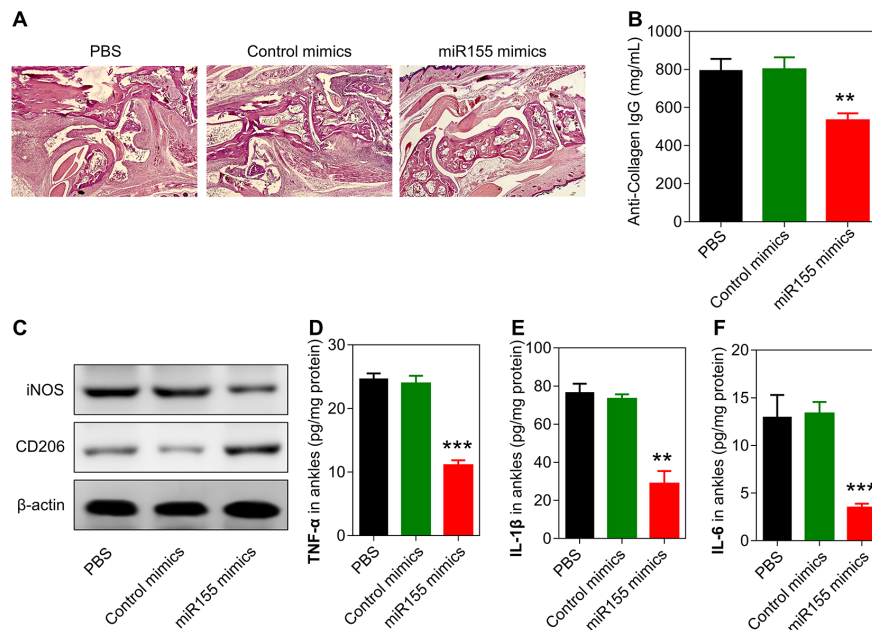 A
PBS
Control mimics
miR155 mimics
B
Anti-Collagen IgG (mg/mL)
1000
800
600
400
200
0
**
PBS
Control mimics
miR155 mimics
C
iNOS
CD206
β-actin
PBS
Control mimics
miR155 mimics
D
TNF-α in ankles (pg/mg protein)
30
20
10
0
***
PBS
Control mimics
miR155 mimics
E
IL-1β in ankles (pg/mg protein)
100
80
60
40
20
0
**
PBS
Control mimics
miR155 mimics
F
IL-6 in ankles (pg/mg protein)
20
15
10
5
0
***
PBS
Control mimics
miR155 mimics